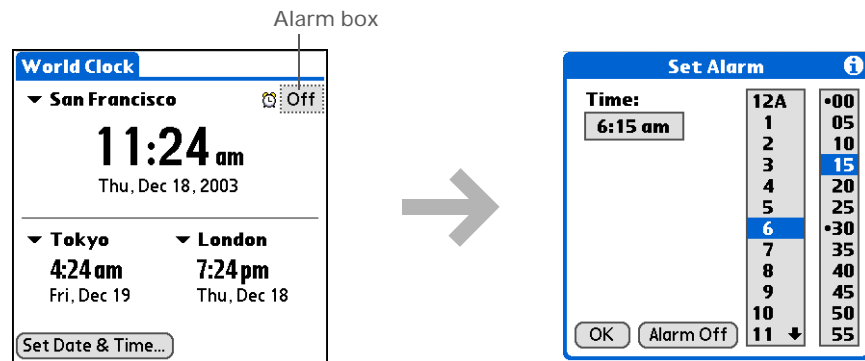 Alarm box
World Clock
San Francisco
Off
11:24 am
Thu, Dec 18, 2003
Tokyo
London
4:24 am
7:24 pm
Fri, Dec 19
Thu, Dec 18
Set Date & Time...
Set Alarm
Time:
6:15 am
12A
1
2
3
4
5
6
7
8
9
10
11
•00
05
10
15
20
25
•30
35
40
45
50
55
OK
Alarm Off